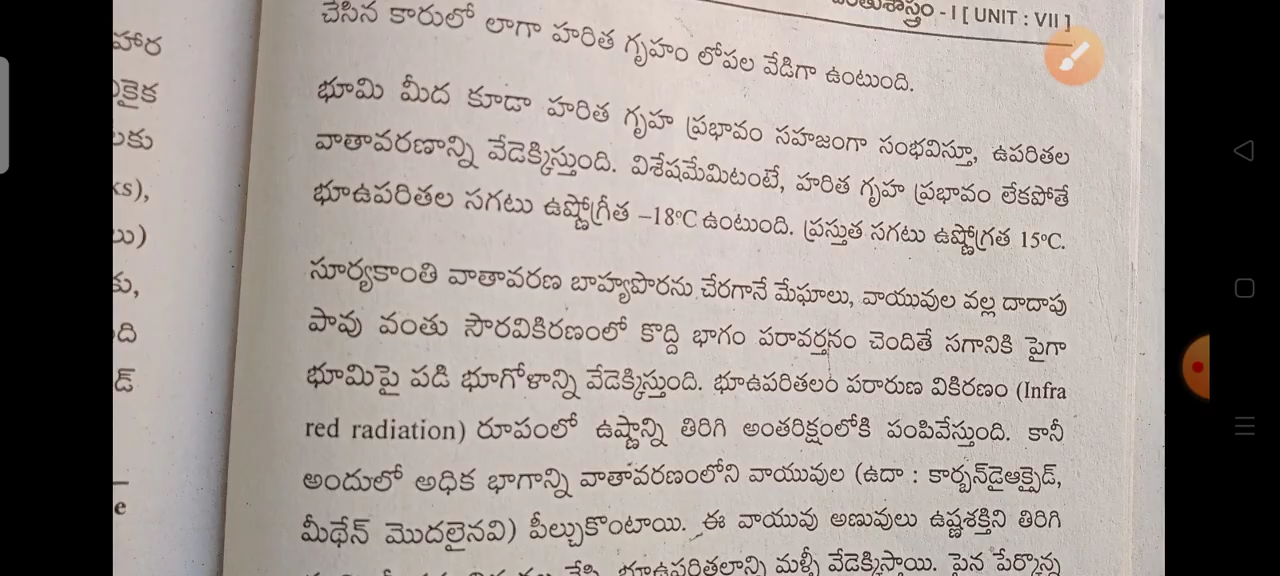 - I [ UNIT : VII ]
చేసిన కారులో లాగా హరిత గృహం లోపల వేడిగా ఉంటుంది.
భూమి మీద కూడా హరిత గృహ ప్రభావం సహజంగా సంభవిస్తూ, ఉపరితల
వాతావరణాన్ని వేడెక్కిస్తుంది. విశేషమేమిటంటే, హరిత గృహ ప్రభావం లేకపోతే
భూఉపరితల సగటు ఉష్ణోగ్రీత –18°C ఉంటుంది. ప్రస్తుత సగటు ఉష్ణోగ్రత 15°C.
సూర్యకాంతి వాతావరణ బాహ్యపొరను చేరగానే మేఘాలు, వాయువుల వల్ల దాదాపు
పావు వంతు సౌరవికిరణంలో కొద్ది భాగం పరావర్తనం చెందితే సగానికి పైగా
భూమిపై పడి భూగోళాన్ని వేడెక్కిస్తుంది. భూఉపరితలం పరారుణ వికిరణం (Infra
red radiation) రూపంలో ఉష్ణాన్ని తిరిగి అంతరిక్షంలోకి పంపివేస్తుంది. కానీ
అందులో అధిక భాగాన్ని వాతావరణంలోని వాయువుల (ఉదా : కార్బన్‌డైఆక్సైడ్,
మీథేన్ మొదలైనవి) పీల్చుకొంటాయి. ఈ వాయువు అణువులు ఉష్ణశక్తిని తిరిగి
భూఉపరితలాన్ని మళ్ళీ వేడెక్కిస్తాయి. పైన పేర్కొన్న